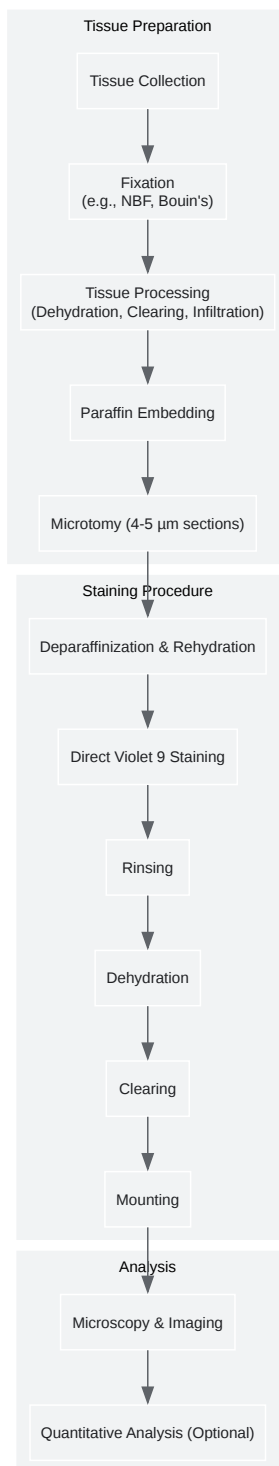 Tissue Preparation
Tissue Collection
Fixation
(e.g., NBF, Bouin's)
Tissue Processing
(Dehydration, Clearing, Infiltration)
Paraffin Embedding
Microtomy (4-5 µm sections)
Staining Procedure
Deparaffinization & Rehydration
Direct Violet 9 Staining
Rinsing
Dehydration
Clearing
Mounting
Analysis
Microscopy & Imaging
Quantitative Analysis (Optional)